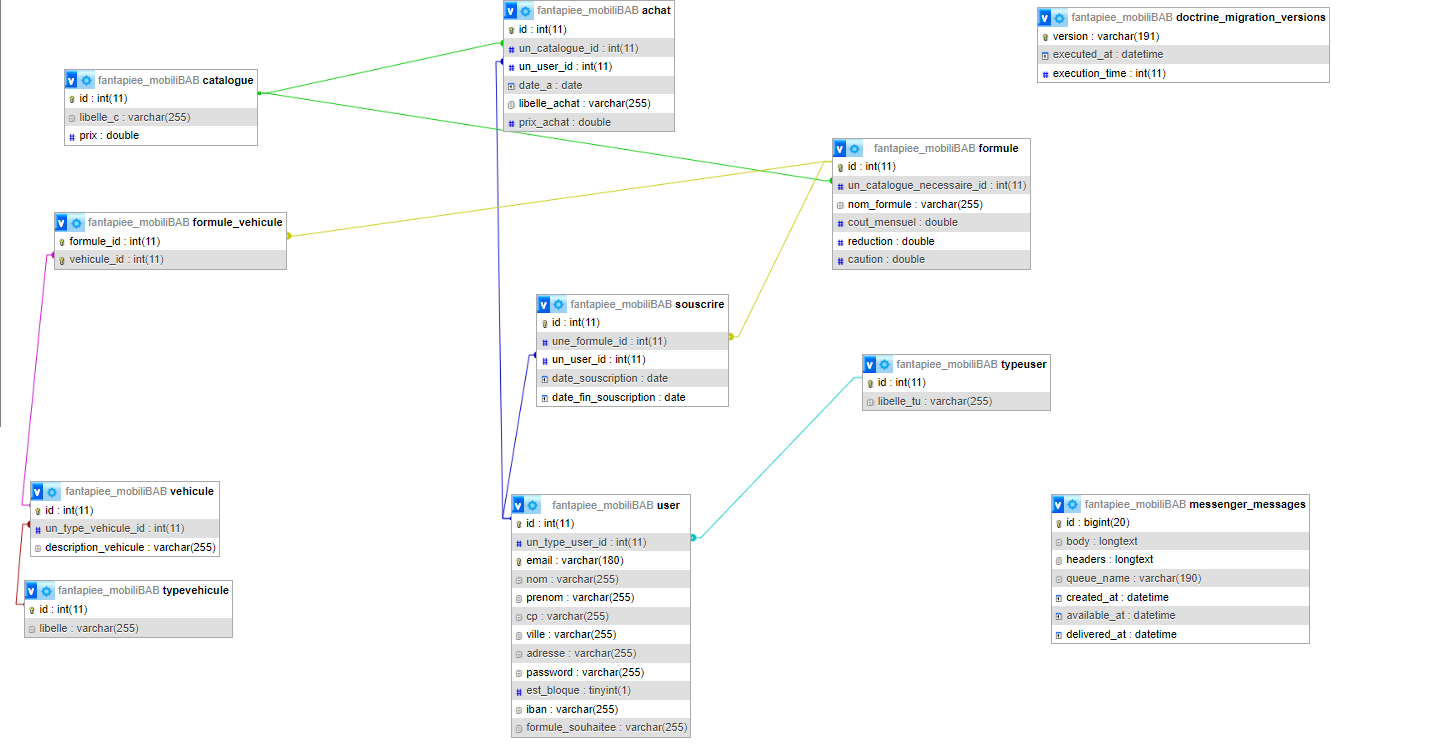 fantapiee_mobiliBAB achat
id : int(11)
un_catalogue_id : int(11)
un_user_id : int(11)
date_a : date
libelle_achat : varchar(255)
prix_achat : double
fantapiee_mobiliBAB doctrine_migration_versions
version : varchar(191)
executed_at : datetime
execution_time : int(11)
fantapiee_mobiliBAB catalogue
id : int(11)
libelle_c : varchar(255)
prix : double
fantapiee_mobiliBAB formule
id : int(11)
un_catalogue_necessaire_id : int(11)
nom_formule : varchar(255)
cout_mensuel : double
reduction : double
caution : double
fantapiee_mobiliBAB formule_vehicule
formule_id : int(11)
vehicule_id : int(11)
fantapiee_mobiliBAB souscrire
id : int(11)
une_formule_id : int(11)
un_user_id : int(11)
date_souscription : date
date_fin_souscription : date
fantapiee_mobiliBAB typeuser
id : int(11)
libelle_tu : varchar(255)
fantapiee_mobiliBAB vehicule
id : int(11)
un_type_vehicule_id : int(11)
description_vehicule : varchar(255)
fantapiee_mobiliBAB typevehicule
id : int(11)
libelle : varchar(255)
fantapiee_mobiliBAB user
id : int(11)
un_type_user_id : int(11)
email : varchar(180)
nom : varchar(255)
prenom : varchar(255)
cp : varchar(255)
ville : varchar(255)
adresse : varchar(255)
password : varchar(255)
est_bloque : tinyint(1)
iban : varchar(255)
formule_souhaitee : varchar(255)
fantapiee_mobiliBAB messenger_messages
id : bigint(20)
body : longtext
headers : longtext
queue_name : varchar(190)
created_at : datetime
available_at : datetime
delivered_at : datetime